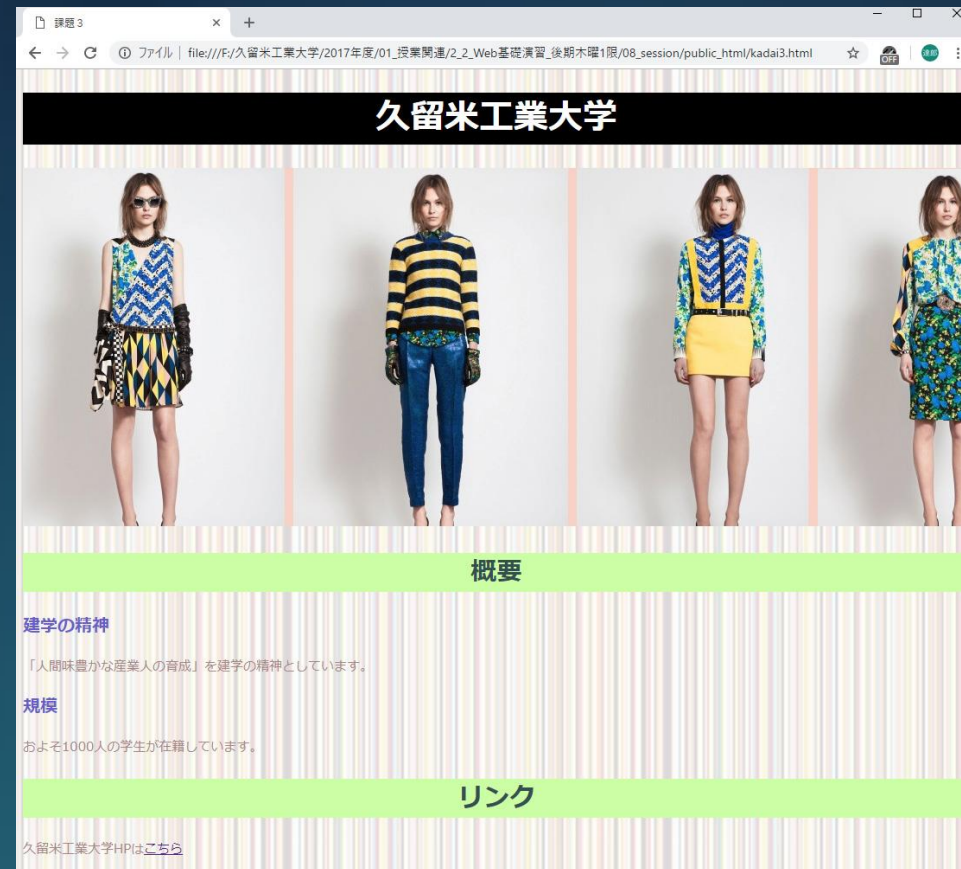 課題3
ファイル | file:///F:/久留米工業大学/2017年度/01_授業関連/2_2_Web基礎演習_後期木曜1限/08_session/public_html/kadai3.html
OFF
達郎
久留米工業大学
概要
建学の精神
「人間味豊かな産業人の育成」を建学の精神としています。
規模
およそ1000人の学生が在籍しています。
リンク
久留米工業大学HPはこちら